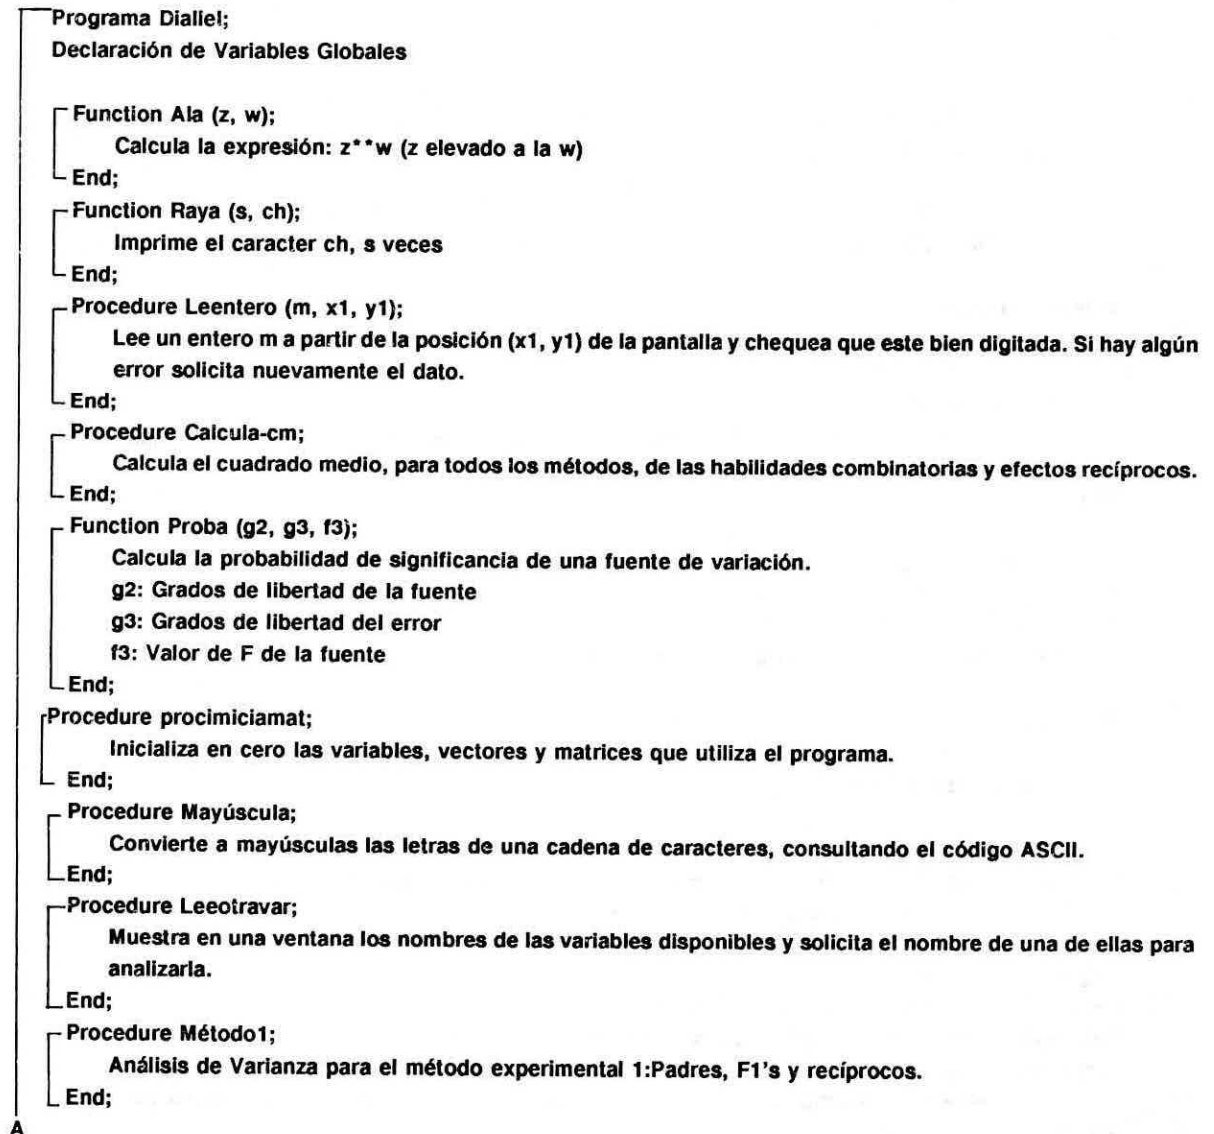 Programa Diallel;
Declaración de Variables Globales
Function Ala (z, w);
Calcula la expresión: z**w (z elevado a la w)
End;
Function Raya (s, ch);
Imprime el caracter ch, s veces
End;
Procedure Leentero (m, x1, y1);
Lee un entero m a partir de la posición (x1, y1) de la pantalla y chequea que este bien digitada. Si hay algún
error solicita nuevamente el dato.
End;
Procedure Calcula-cm;
Calcula el cuadrado medio, para todos los métodos, de las habilidades combinatorias y efectos recíprocos.
End;
Function Proba (g2, g3, f3);
Calcula la probabilidad de significancia de una fuente de variación.
g2: Grados de libertad de la fuente
g3: Grados de libertad del error
f3: Valor de F de la fuente
End;
Procedure procimiciamat;
Inicializa en cero las variables, vectores y matrices que utiliza el programa.
End;
Procedure Mayúscula;
Convierte a mayúsculas las letras de una cadena de caracteres, consultando el código ASCII.
End;
Procedure Leeotravar;
Muestra en una ventana los nombres de las variables disponibles y solicita el nombre de una de ellas para
analizarla.
End;
Procedure Método1;
Análisis de Varianza para el método experimental 1:Padres, F1's y recíprocos.
End;
A